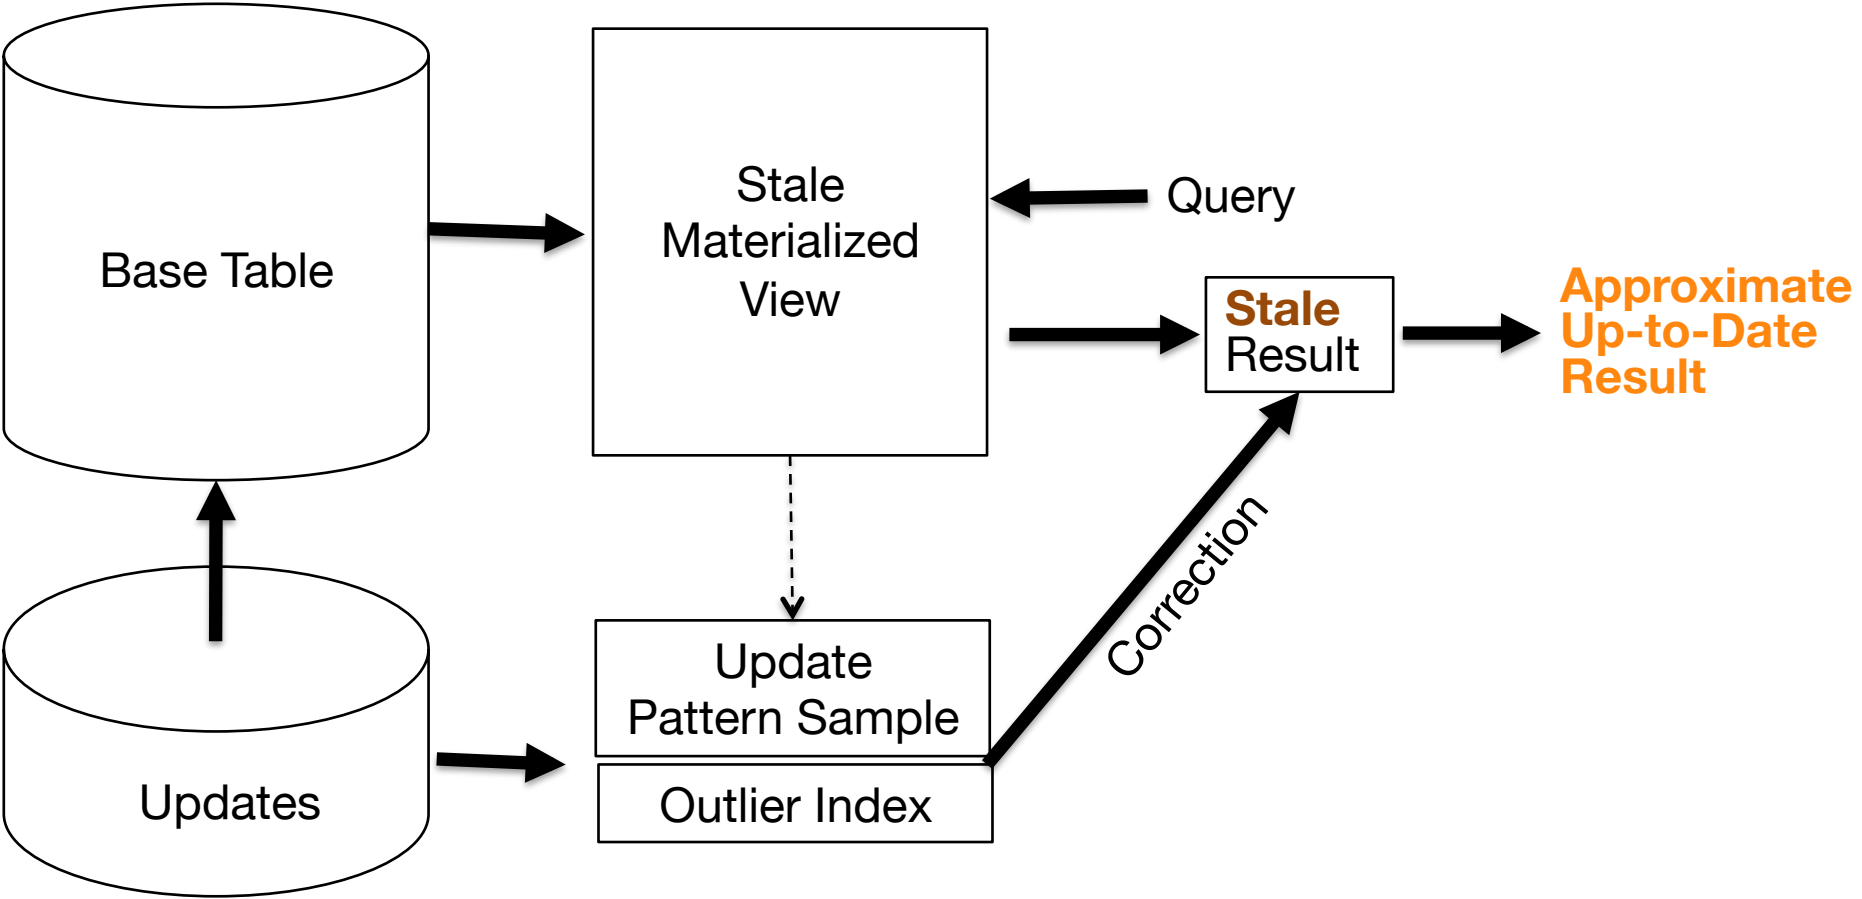 Base Table
Stale
Materialized
View
Query
Stale
Result
Approximate
Up-to-Date
Result
Correction
Updates
Update
Pattern Sample
Outlier Index